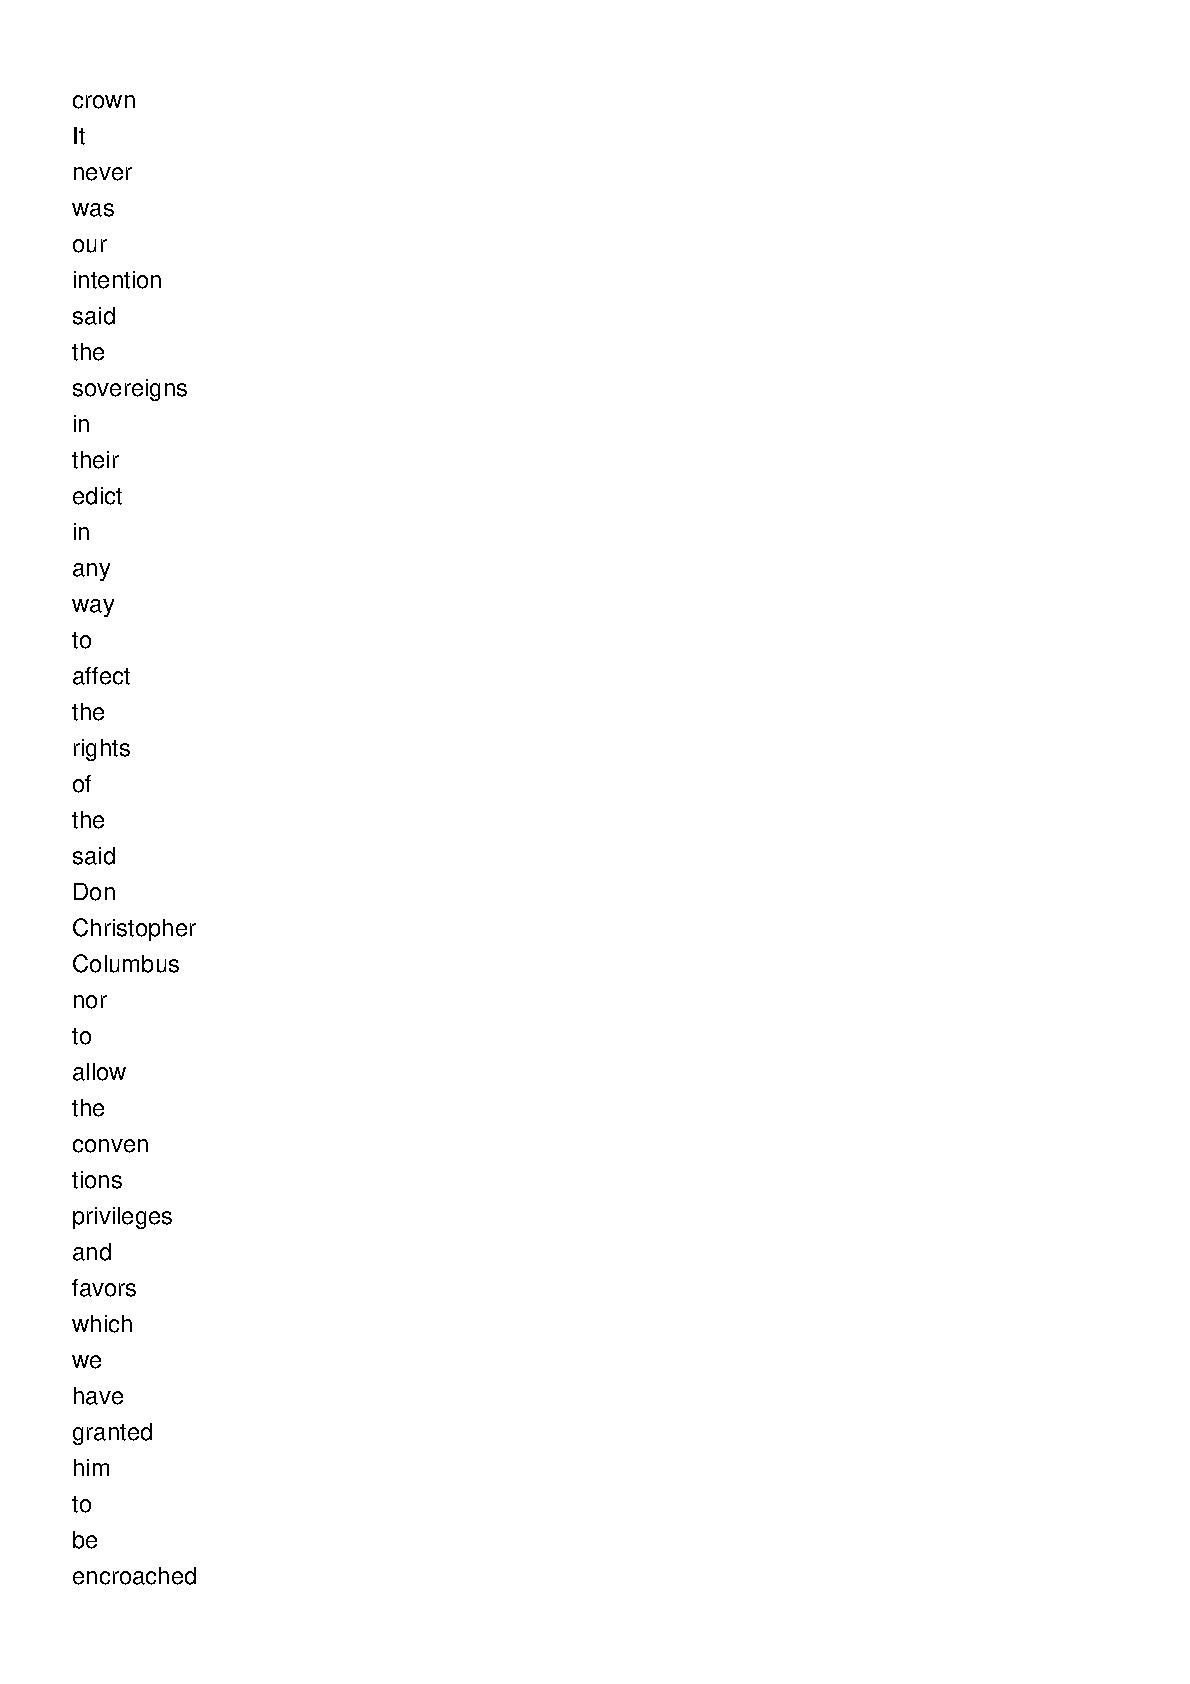 crown
It
never
was
our
intention
said
the
sovereigns
in
their
edict
in
any
way
to
affect
the
rights
of
the
said
Don
Christopher
Columbus
nor
to
allow
the
conven
tions
privileges
and
favors
which
we
have
granted
him
to
be
encroached